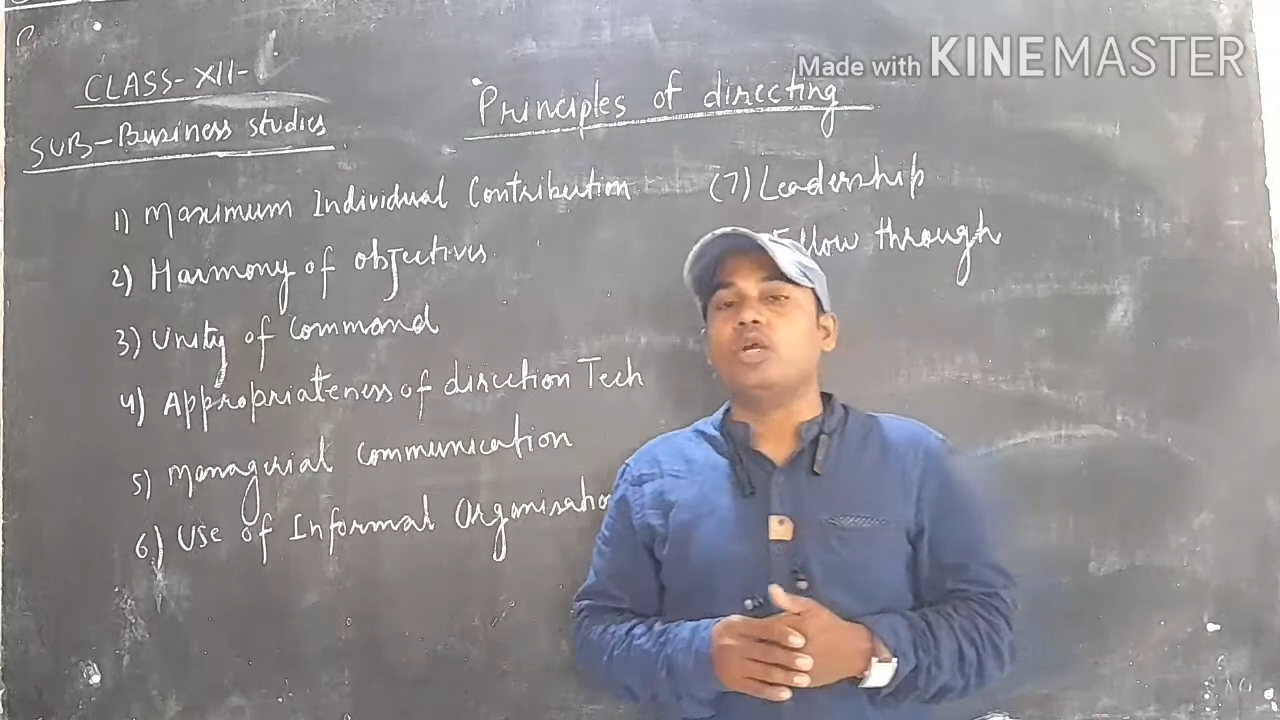 Made with KINEMASTER
CLASS-XII-
SUB-Business studies
Principles of directing
1) Maximum Individual Contribution
2) Harmony of objectives
3) Unity of Command
4) Appropriateness of direction Tech
5) Managerial communication
6) Use of Informal Organisatio
(7) Leadership
Follow through